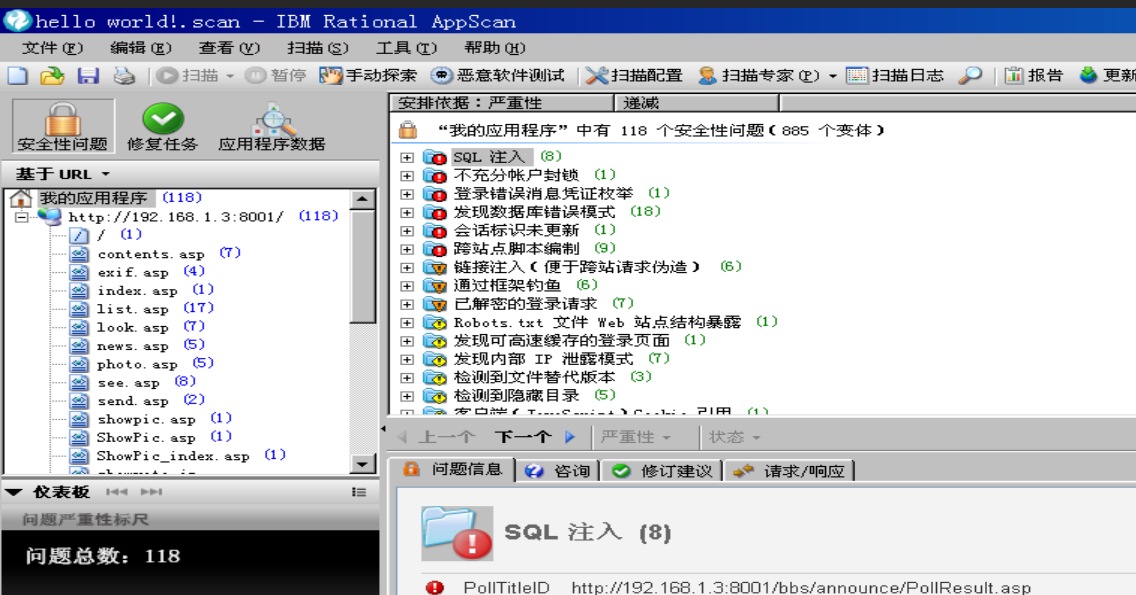 hello world!.scan - IBM Rational AppScan
文件(F) 编辑(E) 查看(V) 扫描(S) 工具(T) 帮助(H)
扫描 暂停 手动探索 恶意软件测试 扫描配置 扫描专家(P) 扫描日志 报告 更新
安全性问题 修复任务 应用程序数据
基于 URL
我的应用程序 (118)
http://192.168.1.3:8001/ (118)
/ (1)
contents.asp (7)
exif.asp (4)
index.asp (1)
list.asp (17)
look.asp (7)
news.asp (5)
photo.asp (5)
see.asp (8)
send.asp (2)
showpic.asp (1)
ShowPic.asp (1)
ShowPic_index.asp (1)
仪表板
问题严重性标尺
问题总数: 118
安排依据：严重性 递减
“我的应用程序”中有 118 个安全性问题(885 个变体)
SQL 注入 (8)
不充分帐户封锁 (1)
登录错误消息凭证枚举 (1)
发现数据库错误模式 (18)
会话标识未更新 (1)
跨站点脚本编制 (9)
链接注入(便于跨站请求伪造) (6)
通过框架钓鱼 (6)
已解密的登录请求 (7)
Robots.txt 文件 Web 站点结构暴露 (1)
发现可高速缓存的登录页面 (1)
发现内部 IP 泄露模式 (7)
检测到文件替代版本 (3)
检测到隐藏目录 (5)
客户端(JavaScript)Cookie 引用 (1)
上一个 下一个 严重性 状态
问题信息 咨询 修订建议 请求/响应
SQL 注入 (8)
PollTitleID http://192.168.1.3:8001/bbs/announce/PollResult.asp